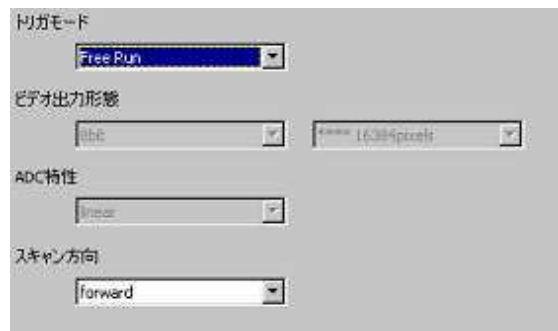 トリガモード
Free Run
ビデオ出力形態
8bit **** 16384pixels
ADC特性
linear
スキャン方向
forward